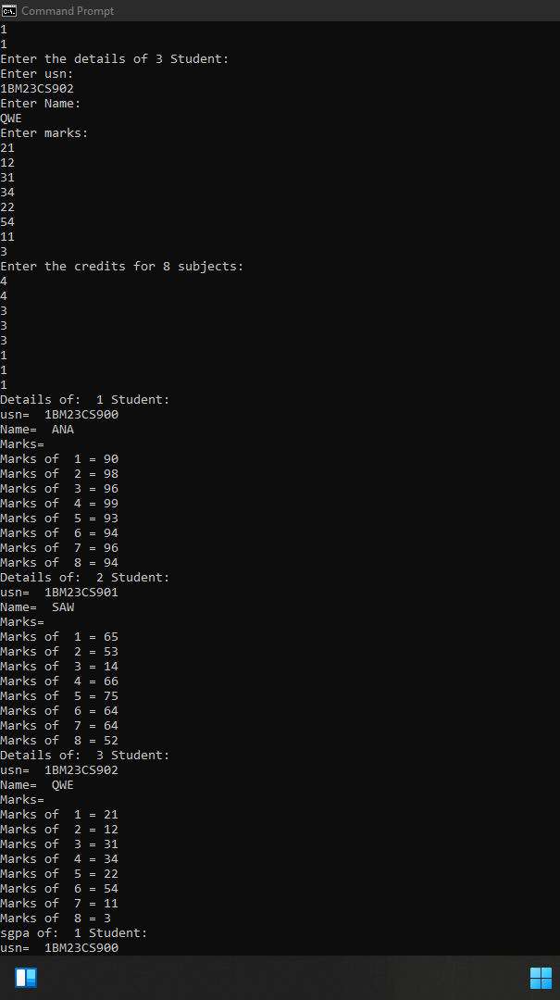 Command Prompt
1
1
Enter the details of 3 Student:
Enter usn:
1BM23CS902
Enter Name:
QWE
Enter marks:
21
12
31
34
22
54
11
3
Enter the credits for 8 subjects:
4
4
3
3
3
1
1
1
Details of:  1 Student:
usn=  1BM23CS900
Name=  ANA
Marks=
Marks of  1 = 90
Marks of  2 = 98
Marks of  3 = 96
Marks of  4 = 99
Marks of  5 = 93
Marks of  6 = 94
Marks of  7 = 96
Marks of  8 = 94
Details of:  2 Student:
usn=  1BM23CS901
Name=  SAW
Marks=
Marks of  1 = 65
Marks of  2 = 53
Marks of  3 = 14
Marks of  4 = 66
Marks of  5 = 75
Marks of  6 = 64
Marks of  7 = 64
Marks of  8 = 52
Details of:  3 Student:
usn=  1BM23CS902
Name=  QWE
Marks=
Marks of  1 = 21
Marks of  2 = 12
Marks of  3 = 31
Marks of  4 = 34
Marks of  5 = 22
Marks of  6 = 54
Marks of  7 = 11
Marks of  8 = 3
sgpa of:  1 Student:
usn=  1BM23CS900